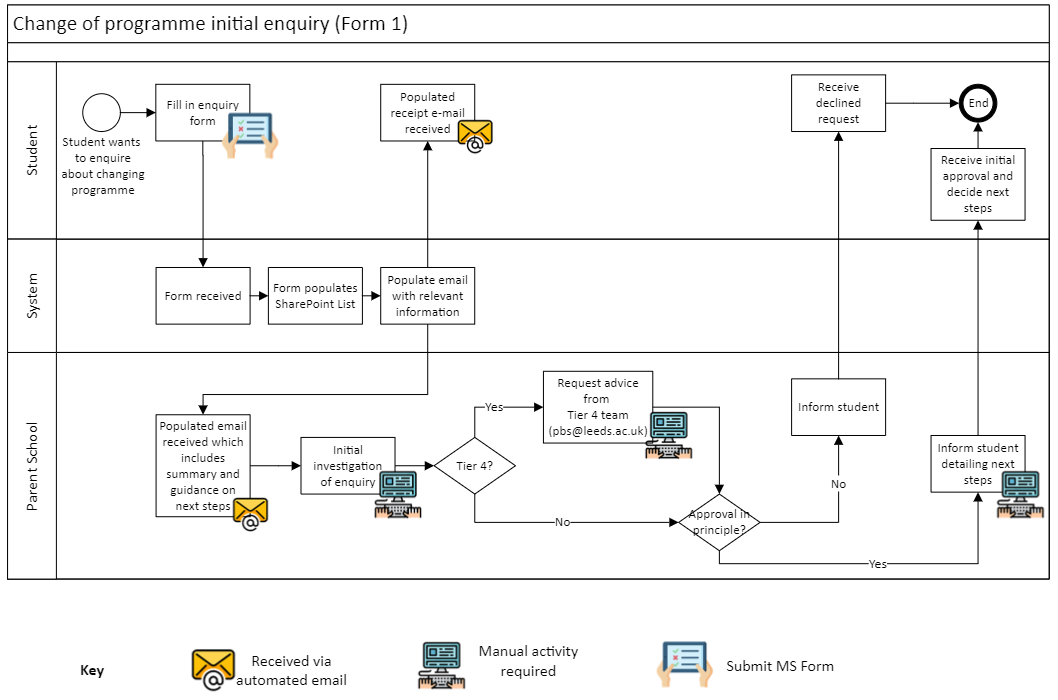 Change of programme initial enquiry (Form 1)
Student
Student wants
to enquire
about changing
programme
Fill in enquiry
form
Populated
receipt e-mail
received
Receive
declined
request
End
Receive initial
approval and
decide next
steps
System
Form received
Form populates
SharePoint List
Populate email
with relevant
information
Parent School
Populated email
received which
includes
summary and
guidance on
next steps
Initial
investigation
of enquiry
Tier 4?
Yes
No
Request advice
from
Tier 4 team
(pbs@leeds.ac.uk)
Approval in
principle?
No
Yes
Inform student
Inform student
detailing next
steps
Key
Received via
automated email
Manual activity
required
Submit MS Form